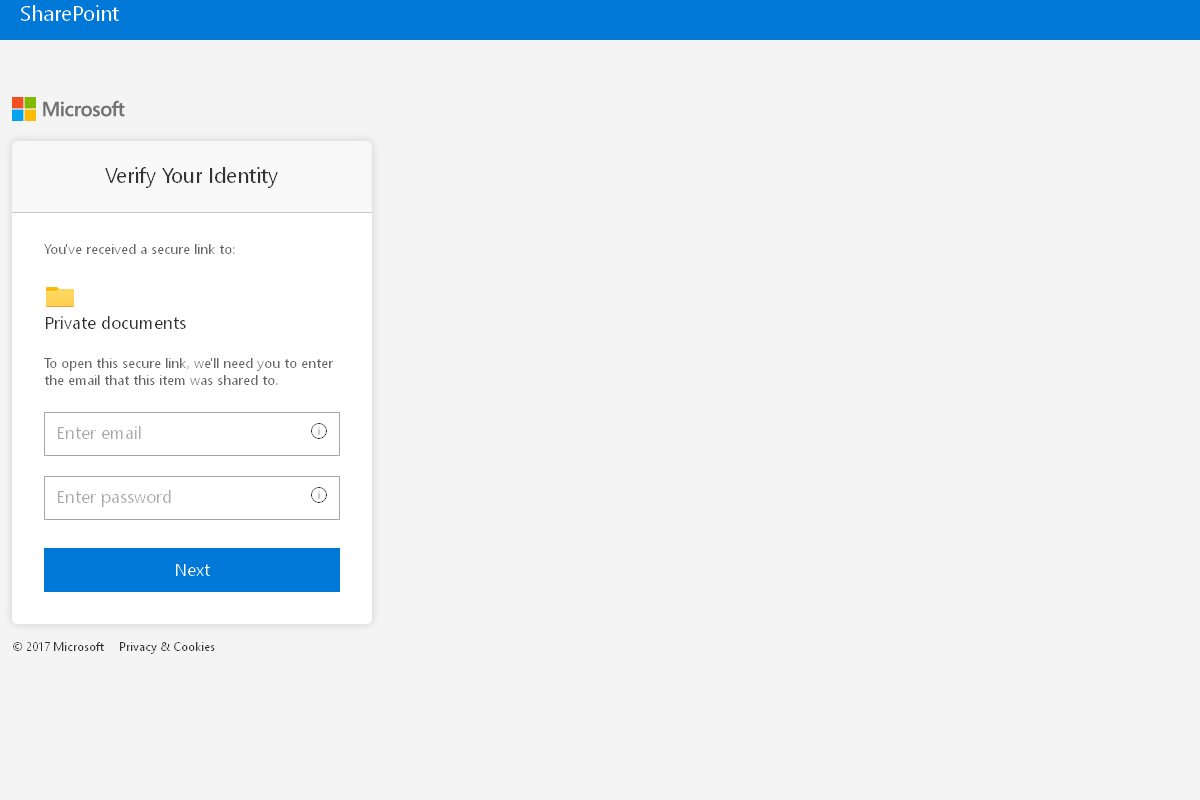 SharePoint
Microsoft
Verify Your Identity
You've received a secure link to:
Private documents
To open this secure link, we'll need you to enter
the email that this item was shared to.
Enter email
Enter password
Next
© 2017 Microsoft Privacy & Cookies